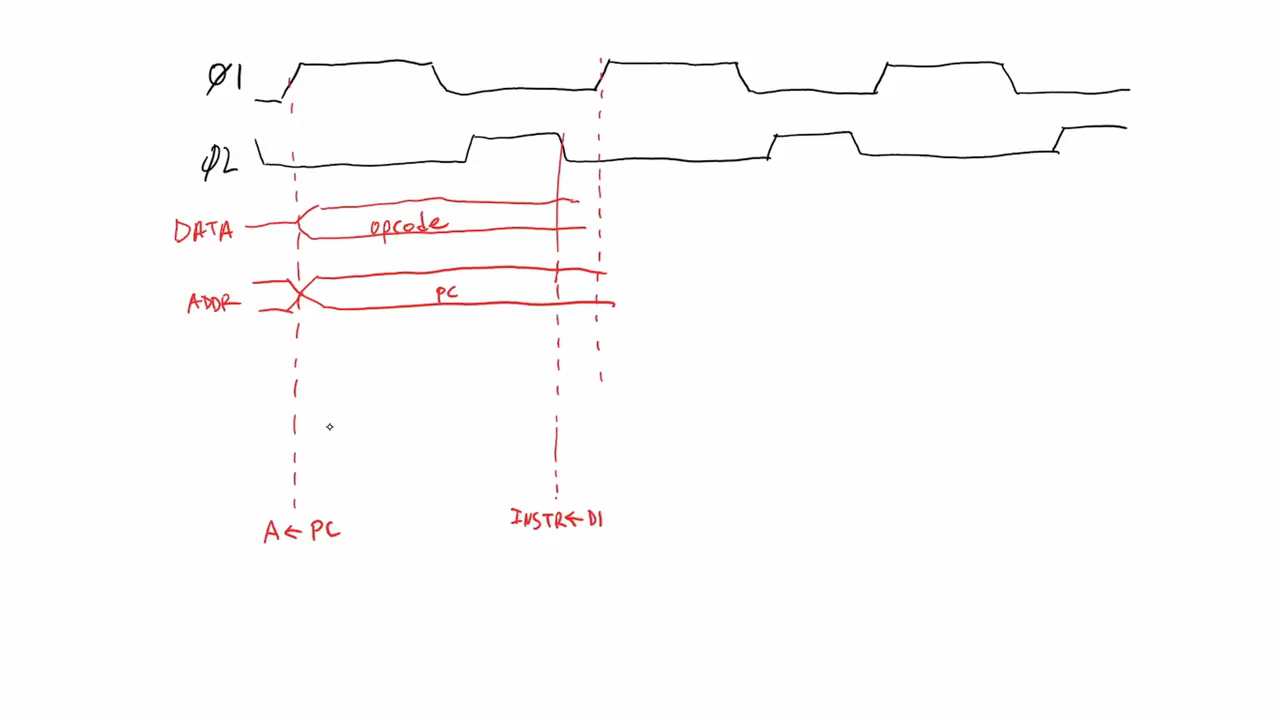 Ø1
Ø2
DATA
opcode
ADDR
PC
A←PC
INSTR←DI